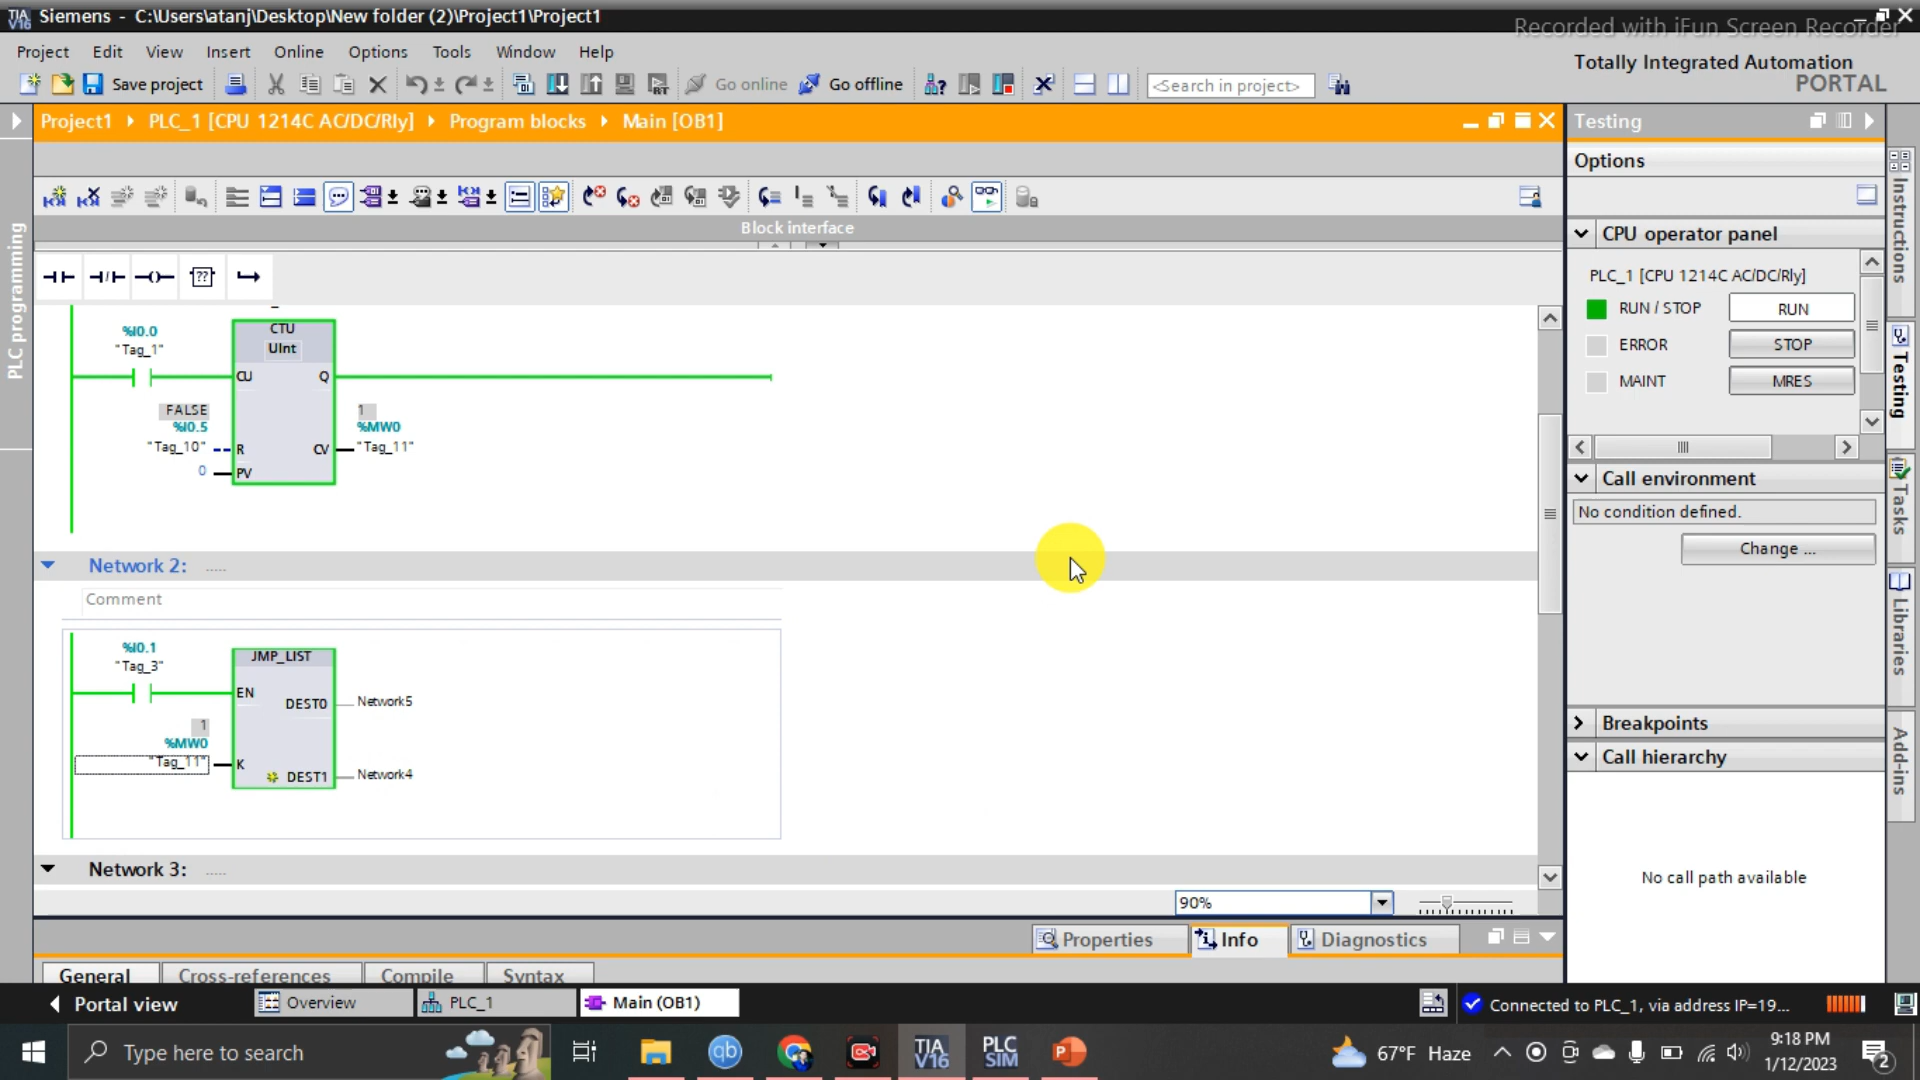 TIA V16 Siemens - C:\Users\atanj\Desktop\New folder (2)\Project1\Project1
Recorded with iFun Screen Recorder
Project Edit View Insert Online Options Tools Window Help
Totally Integrated Automation
PORTAL
Save project Go online Go offline <Search in project>
Project1 PLC_1 [CPU 1214C AC/DC/Rly] Program blocks Main [OB1]
Testing
Options
Block interface
CPU operator panel
PLC_1 [CPU 1214C AC/DC/Rly]
RUN / STOP RUN
ERROR STOP
MAINT MRES
Call environment
No condition defined.
Change ...
Breakpoints
Call hierarchy
No call path available
PLC programming
Instructions
Testing
Tasks
Libraries
Add-ins
??
%I0.0
"Tag_1"
CTU
UInt
CU Q
FALSE
%I0.5
"Tag_10" R
0 PV
1
%MW0
CV "Tag_11"
Network 2: .....
Comment
%I0.1
"Tag_3"
JMP_LIST
EN
DEST0 Network5
1
%MW0
"Tag_11" K
DEST1 Network4
Network 3: .....
90%
Properties Info Diagnostics
General Cross-references Compile Syntax
Portal view Overview PLC_1 Main (OB1)
Connected to PLC_1, via address IP=19...
Type here to search
qb
TIA V16
PLC SIM
67°F Haze
9:18 PM
1/12/2023
2